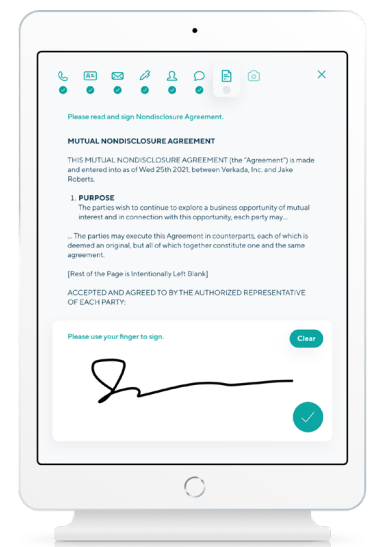 Please read and sign Nondisclosure Agreement.
MUTUAL NONDISCLOSURE AGREEMENT
THIS MUTUAL NONDISCLOSURE AGREEMENT (the "Agreement") is made
and entered into as of Wed 25th 2021, between Verkada, Inc. and Jake
Roberts.
1. PURPOSE
The parties wish to continue to explore a business opportunity of mutual
interest and in connection with this opportunity, each party may...
... The parties may execute this Agreement in counterparts, each of which is
deemed an original, but all of which together constitute one and the same
agreement.
[Rest of the Page is Intentionally Left Blank]
ACCEPTED AND AGREED TO BY THE AUTHORIZED REPRESENTATIVE
OF EACH PARTY:
Please use your finger to sign.
Clear